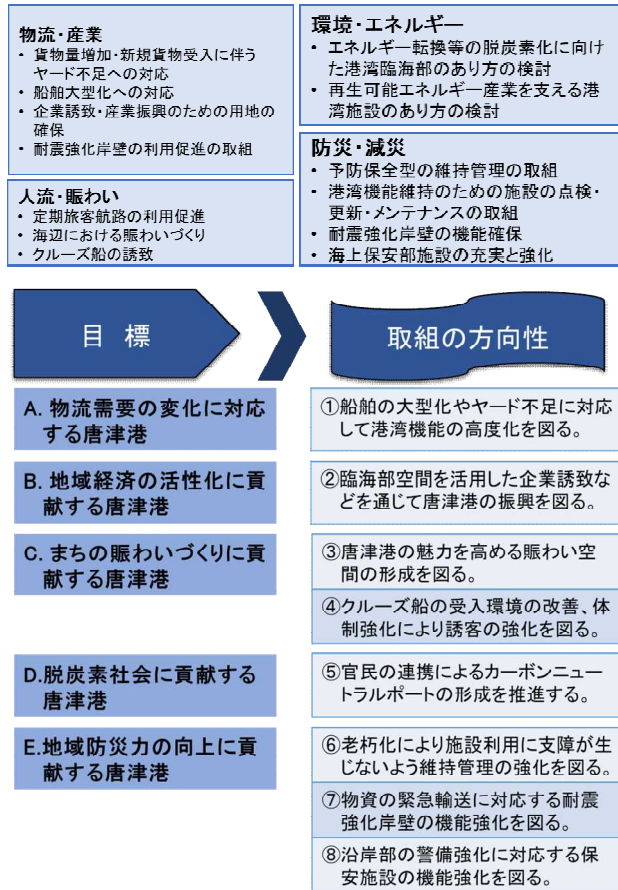 物流・産業
• 貨物量増加・新規貨物受入に伴う
ヤード不足への対応
• 船舶大型化への対応
• 企業誘致・産業振興のための用地の
確保
• 耐震強化岸壁の利用促進の取組
人流・賑わい
• 定期旅客航路の利用促進
• 海辺における賑わいづくり
• クルーズ船の誘致
環境・エネルギー
• エネルギー転換等の脱炭素化に向け
た港湾臨海部のあり方の検討
• 再生可能エネルギー産業を支える港
湾施設のあり方の検討
防災・減災
• 予防保全型の維持管理の取組
• 港湾機能維持のための施設の点検・
更新・メンテナンスの取組
• 耐震強化岸壁の機能確保
• 海上保安部施設の充実と強化
目 標
取組の方向性
A. 物流需要の変化に対応
する唐津港
①船舶の大型化やヤード不足に対応
して港湾機能の高度化を図る。
B. 地域経済の活性化に貢
献する唐津港
②臨海部空間を活用した企業誘致な
どを通じて唐津港の振興を図る。
C. まちの賑わいづくりに貢
献する唐津港
③唐津港の魅力を高める賑わい空
間の形成を図る。
④クルーズ船の受入環境の改善、体
制強化により誘客の強化を図る。
D.脱炭素社会に貢献する
唐津港
⑤官民の連携によるカーボンニュー
トラルポートの形成を推進する。
E.地域防災力の向上に貢
献する唐津港
⑥老朽化により施設利用に支障が生
じないよう維持管理の強化を図る。
⑦物資の緊急輸送に対応する耐震
強化岸壁の機能強化を図る。
⑧沿岸部の警備強化に対応する保
安施設の機能強化を図る。